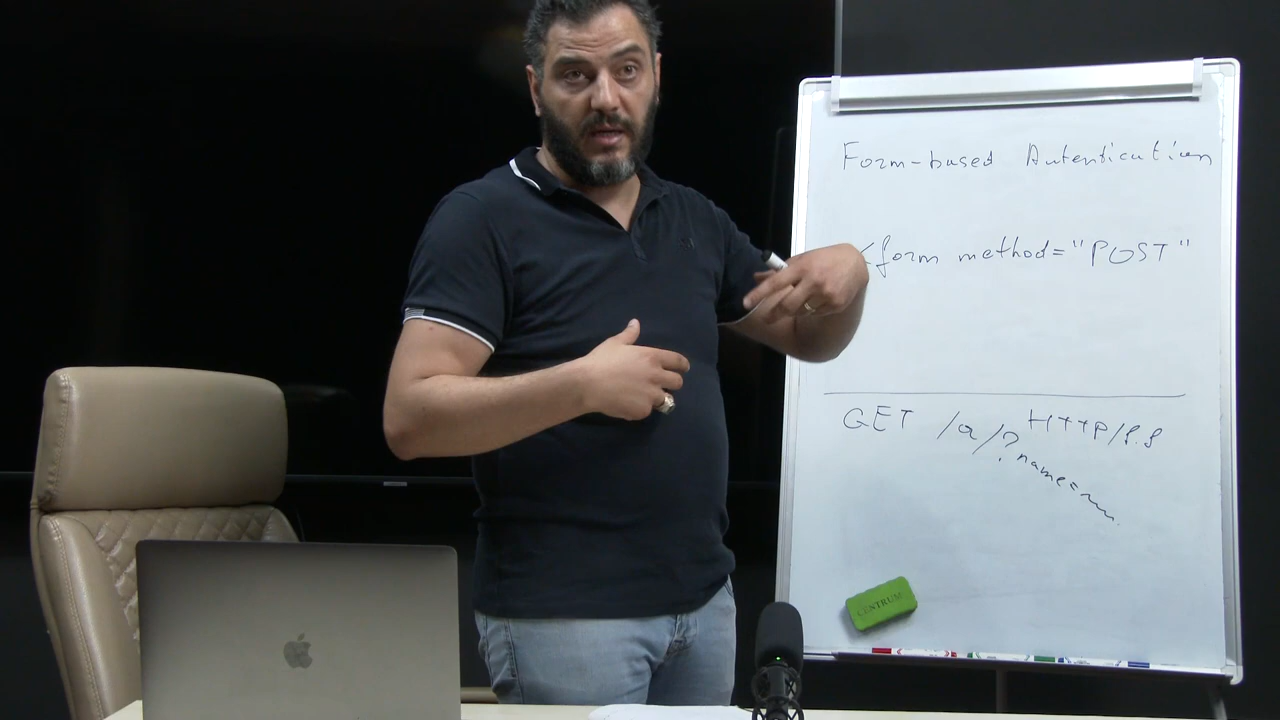 Form-based Autentication
<form method="POST"
GET /a/? HTTP/1.1
name=
CENTRUM